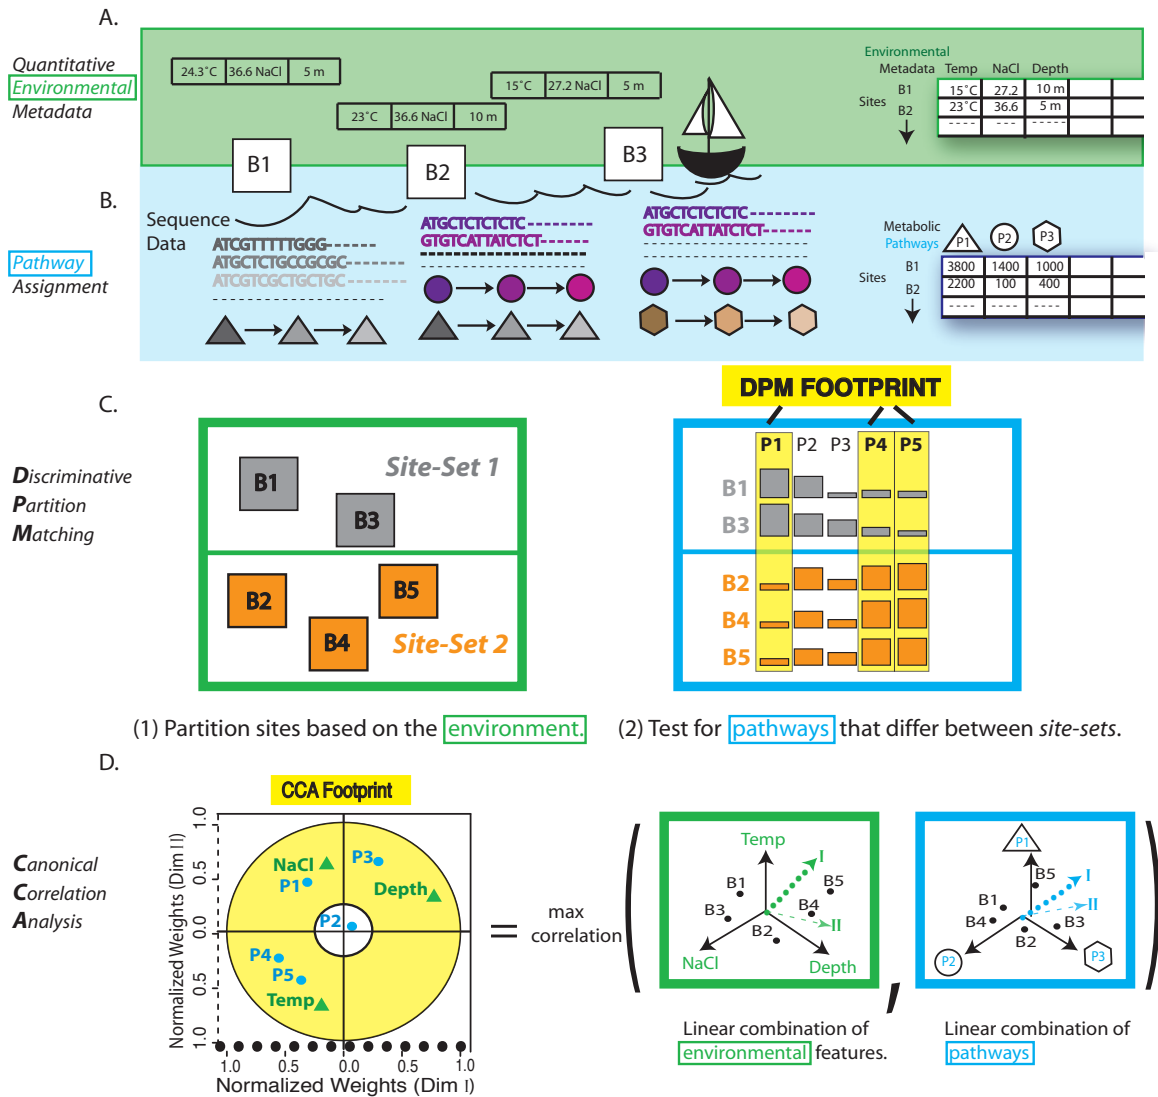 A.
Quantitative
Environmental
Metadata
24.3˚C 36.6 NaCl 5 m
23˚C 36.6 NaCl 10 m
15˚C 27.2 NaCl 5 m
B1
B2
B3
Environmental
Metadata Temp NaCl Depth
Sites
B1 15˚C 27.2 10 m
B2 23˚C 36.6 5 m
---- ---- -----
B.
Pathway
Assignment
Sequence
Data
ATCGTTTTTGGG------
ATGCTCTGCCGCGC------
ATCGTCGCTGCTGC------
ATGCTCTCTCTC-------
GTGTCATTATCTCT------
ATGCTCTCTCTC-------
GTGTCATTATCTCT------
Metabolic
Pathways P1 P2 P3
Sites
B1 3800 1400 1000
B2 2200 100 400
---- ---- ----
C.
Discriminative
Partition
Matching
B1
B3
Site-Set 1
B2
B5
B4
Site-Set 2
DPM FOOTPRINT
P1 P2 P3 P4 P5
B1
B3
B2
B4
B5
(1) Partition sites based on the environment.
(2) Test for pathways that differ between site-sets.
D.
Canonical
Correlation
Analysis
CCA Footprint
Normalized Weights (Dim II)
1.0 0.5 0.0 0.5 1.0
NaCl
P1
P3
Depth
P2
P4
P5
Temp
1.0 0.5 0.0 0.5 1.0
Normalized Weights (Dim I)
=
max
correlation
(
Temp
I
B1
B5
B3
B4
II
B2
NaCl
Depth
Linear combination of
environmental features.
,
P1
B5
I
B1
II
B4
B3
B2
P2
P3
)
Linear combination of
pathways